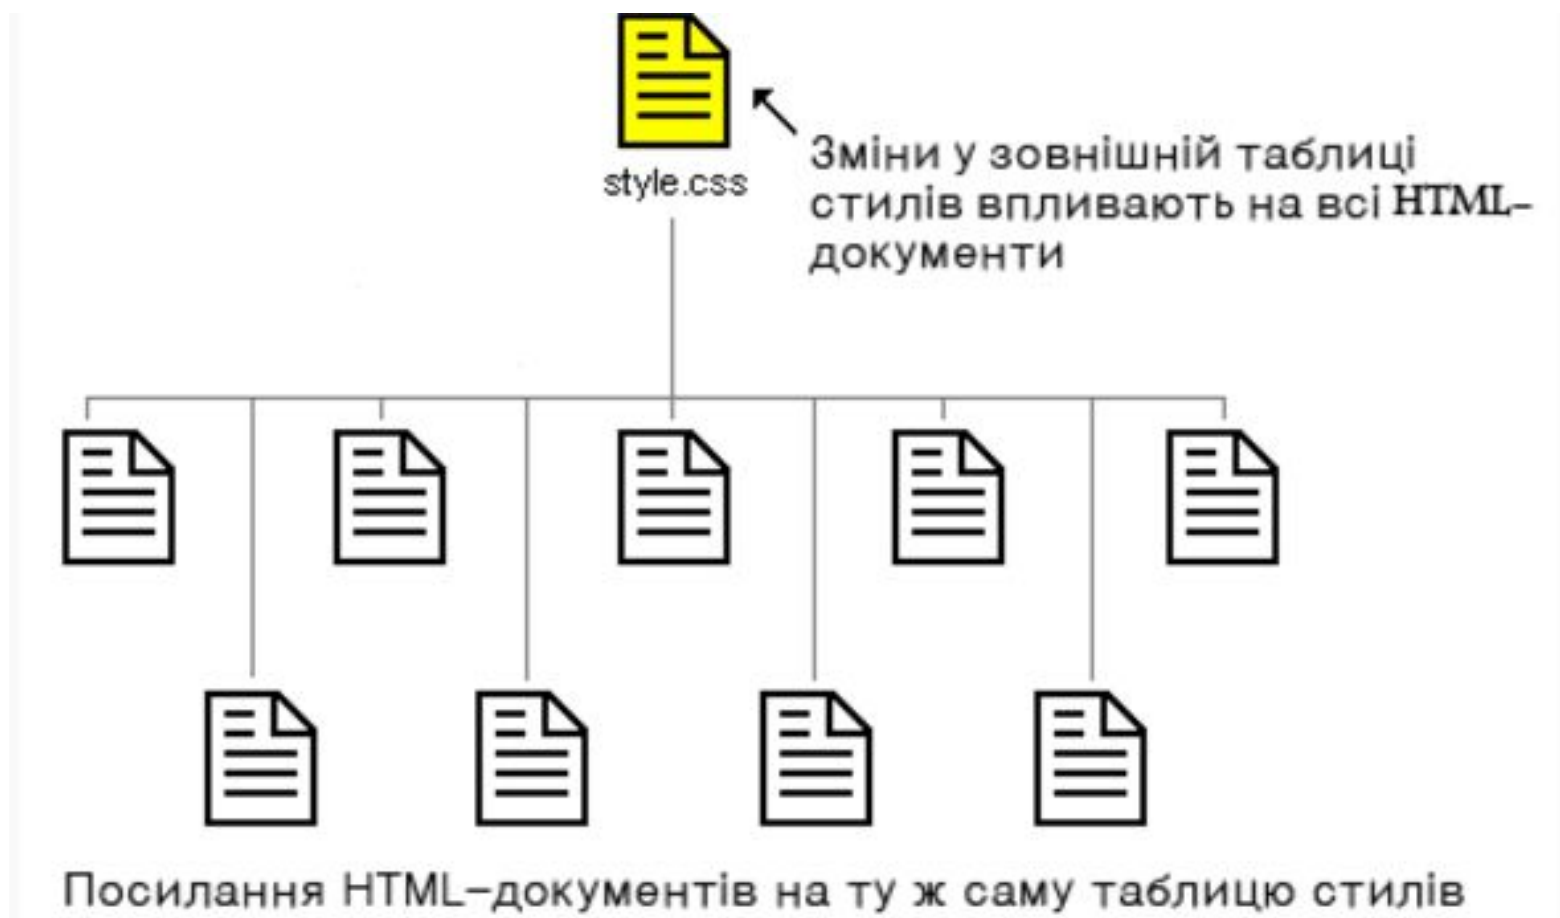 style.css
Зміни у зовнішній таблиці
стилів впливають на всі HTML-
документи
Посилання HTML-документів на ту ж саму таблицю стилів